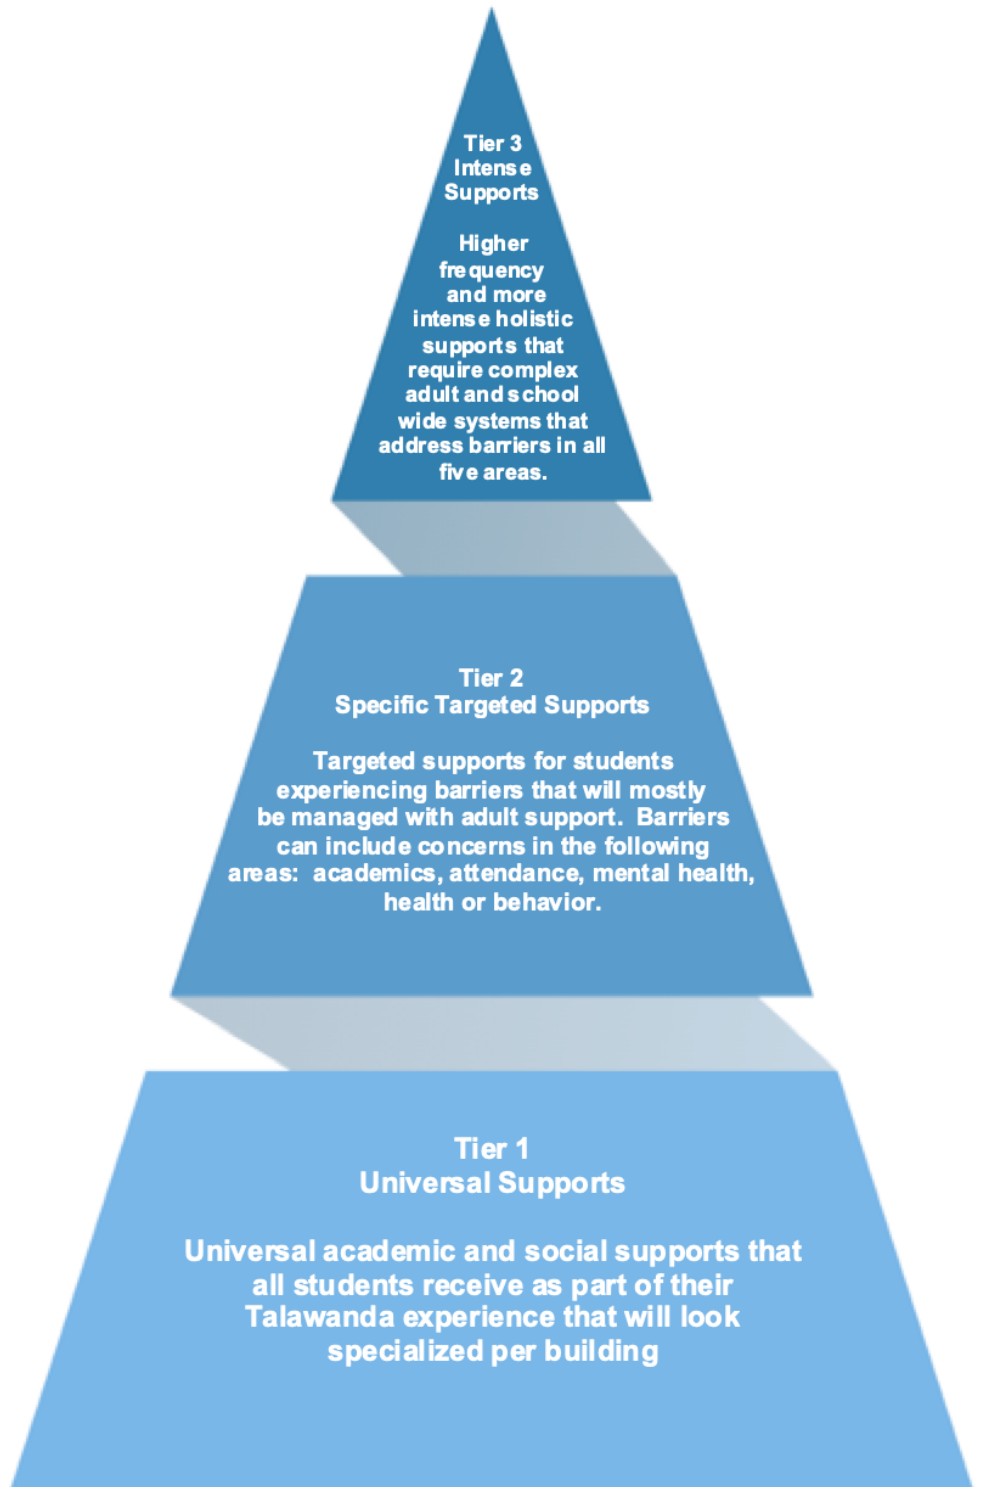 Tier 3
Intense
Supports
Higher
frequency
and more
intense holistic
supports that
require complex
adult and school
wide systems that
address barriers in all
five areas.
Tier 2
Specific Targeted Supports
Targeted supports for students
experiencing barriers that will mostly
be managed with adult support.  Barriers
can include concerns in the following
areas:  academics, attendance, mental health,
health or behavior.
Tier 1
Universal Supports
Universal academic and social supports that
all students receive as part of their
Talawanda experience that will look
specialized per building